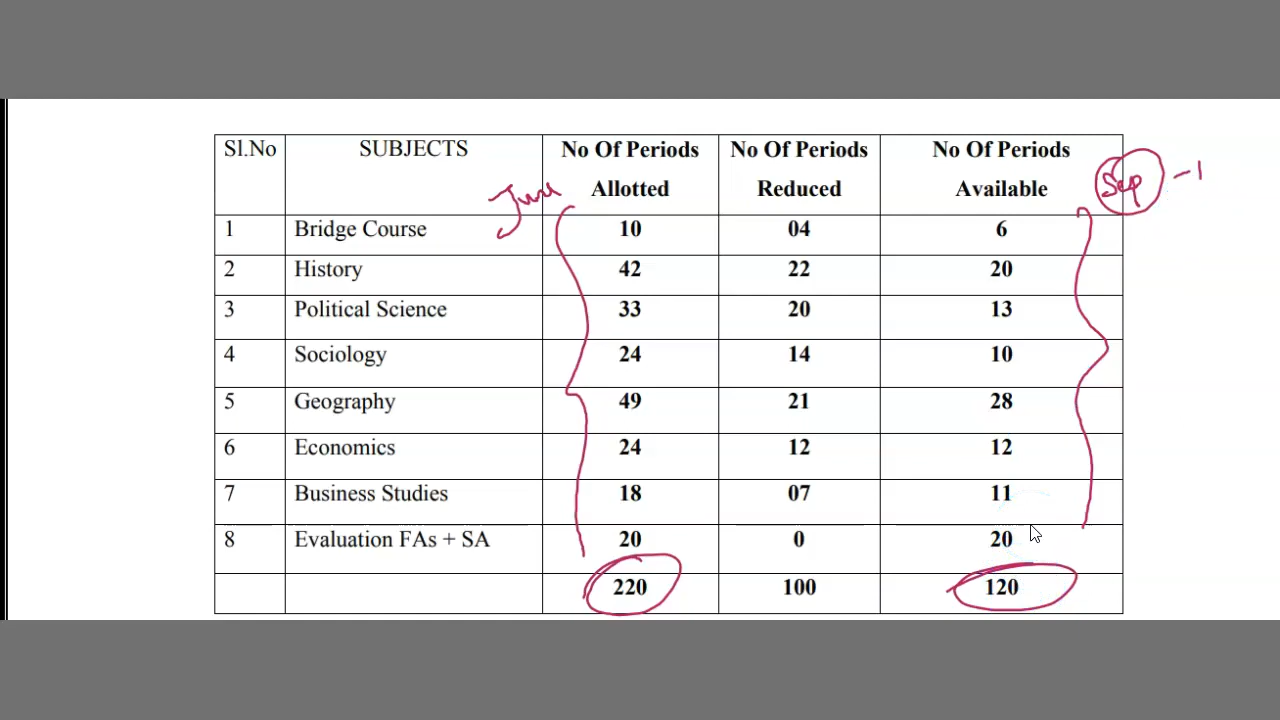 Sl.No SUBJECTS No Of Periods Allotted No Of Periods Reduced No Of Periods Available
June
Sep -1
1 Bridge Course 10 04 6
2 History 42 22 20
3 Political Science 33 20 13
4 Sociology 24 14 10
5 Geography 49 21 28
6 Economics 24 12 12
7 Business Studies 18 07 11
8 Evaluation FAs + SA 20 0 20
220 100 120